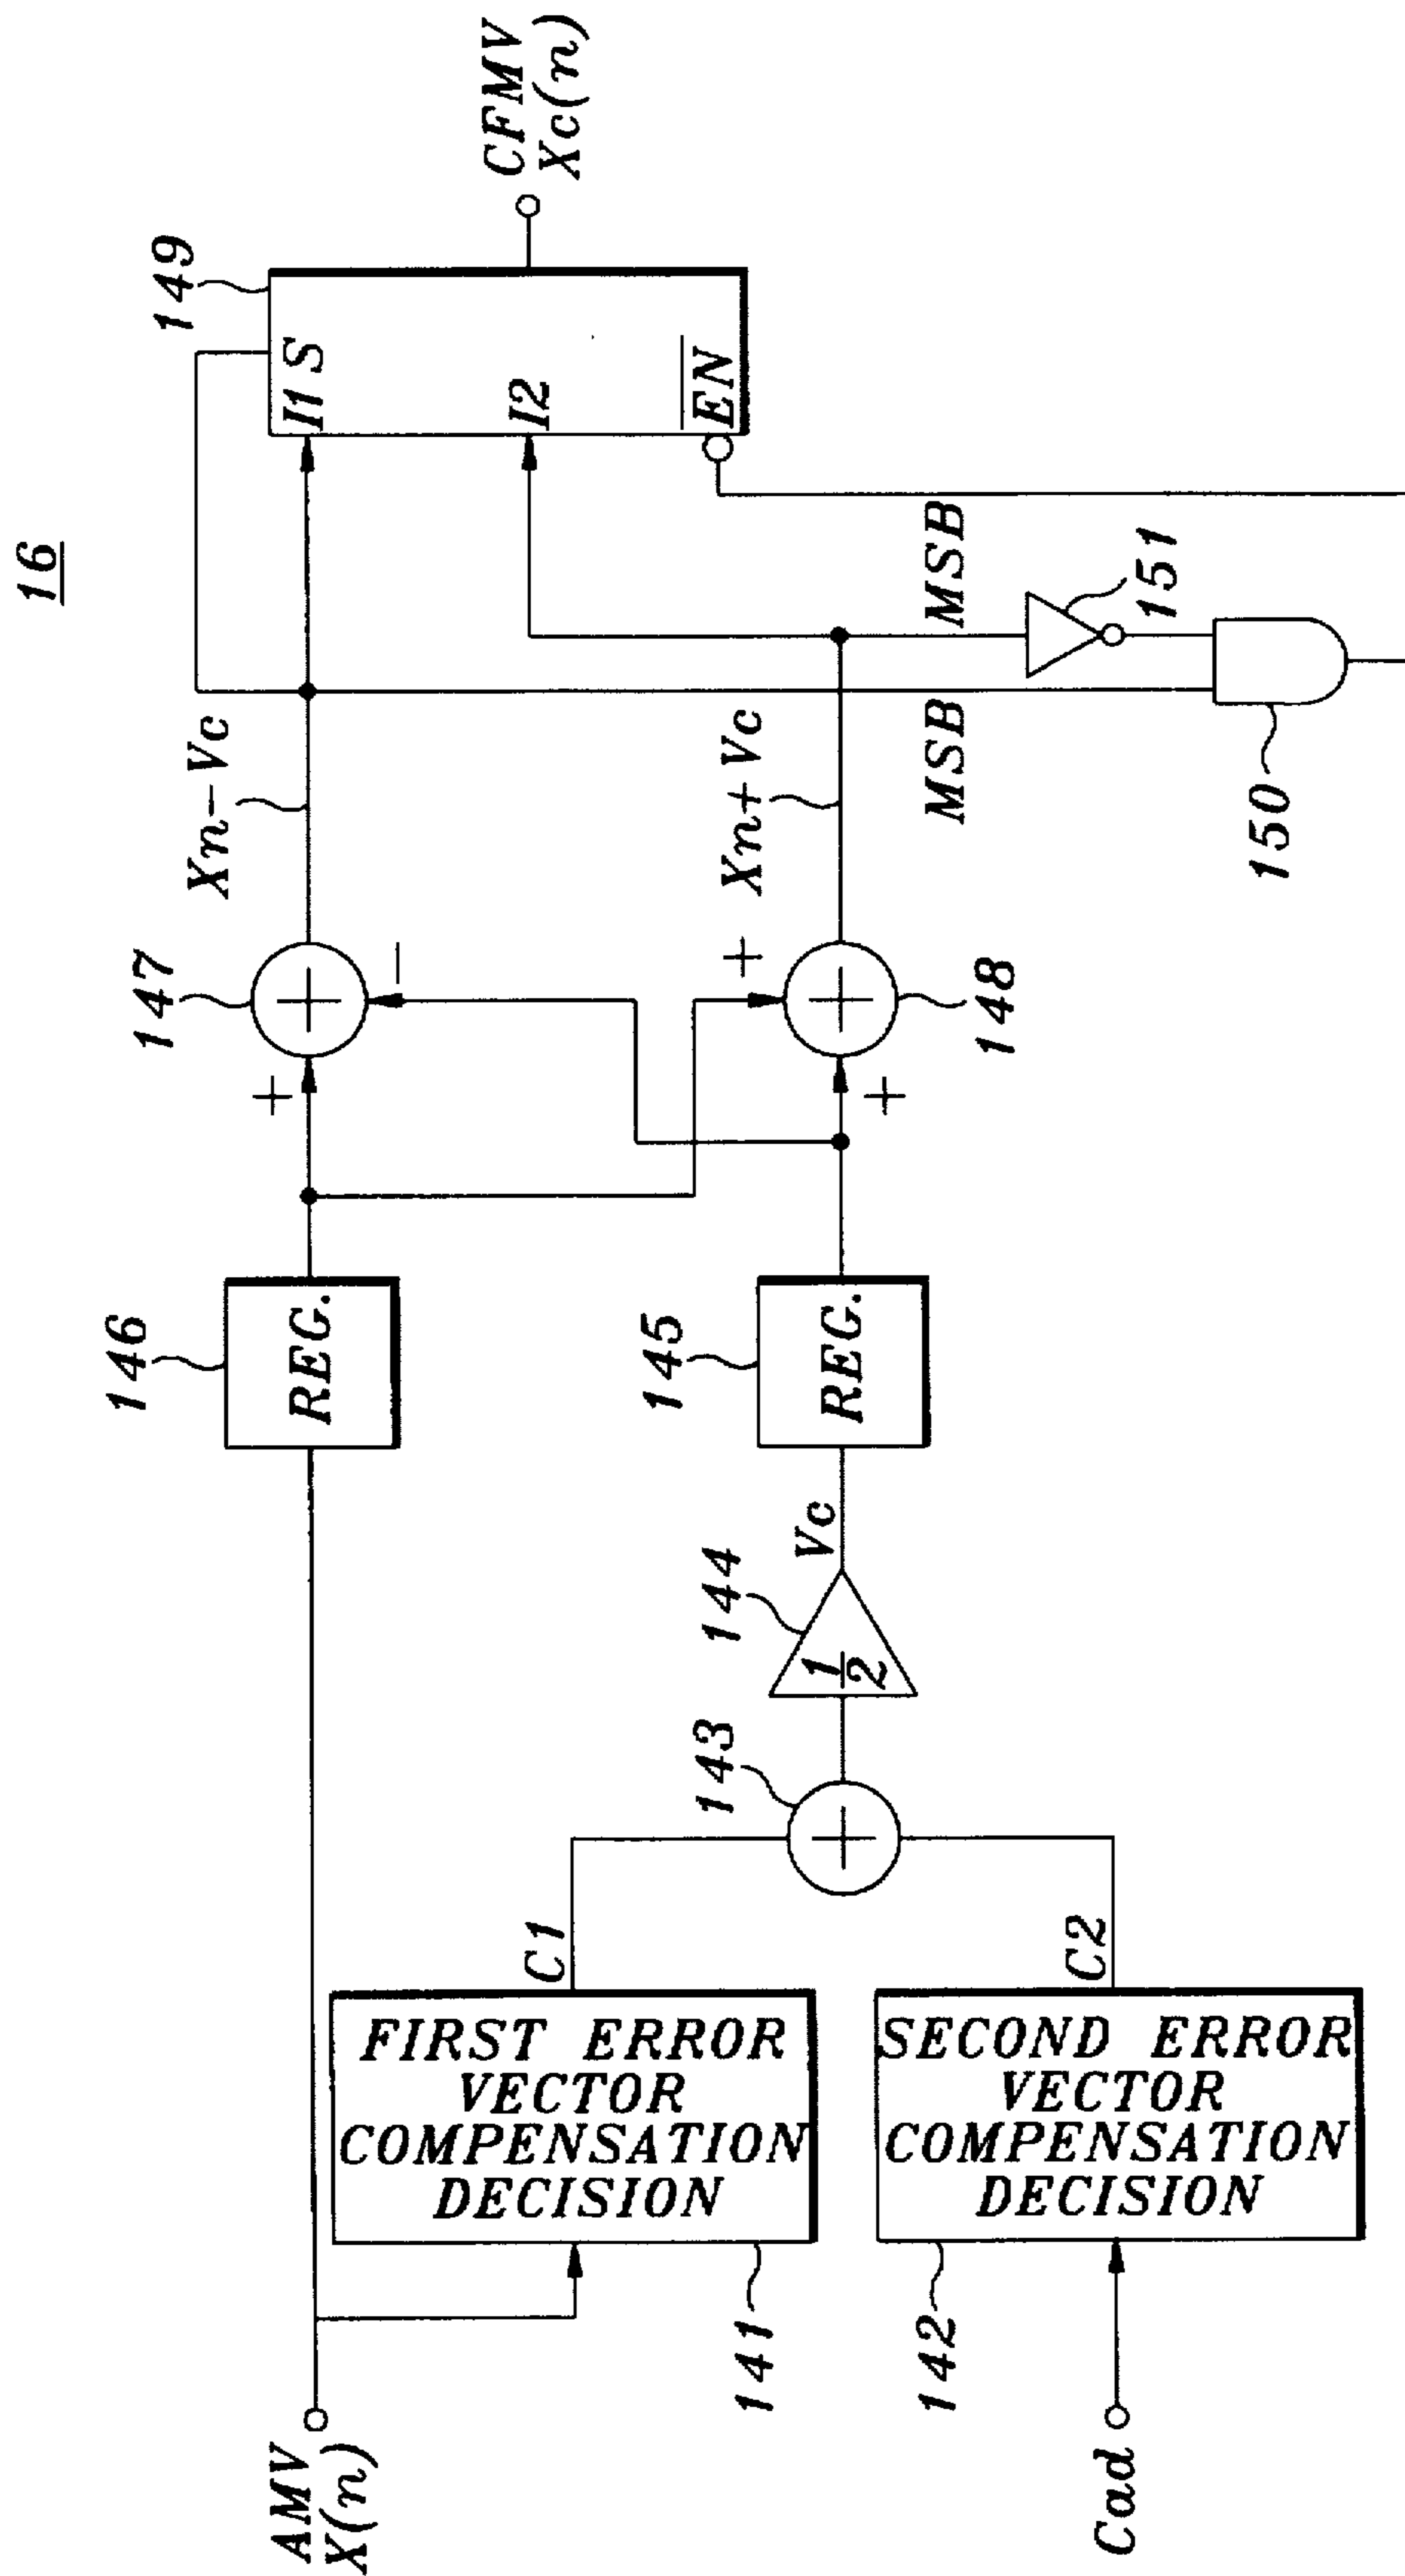 16
AMV
X(n)
Cad
141
FIRST ERROR
VECTOR
COMPENSATION
DECISION
142
SECOND ERROR
VECTOR
COMPENSATION
DECISION
C1
C2
143
144
1/2
Vc
146
REG.
145
REG.
147
+
−
+
+
148
+
+
+
Xn−Vc
Xn+Vc
MSB
MSB
150
151
149
I1 S
I2
EN
CFMV
Xc(n)